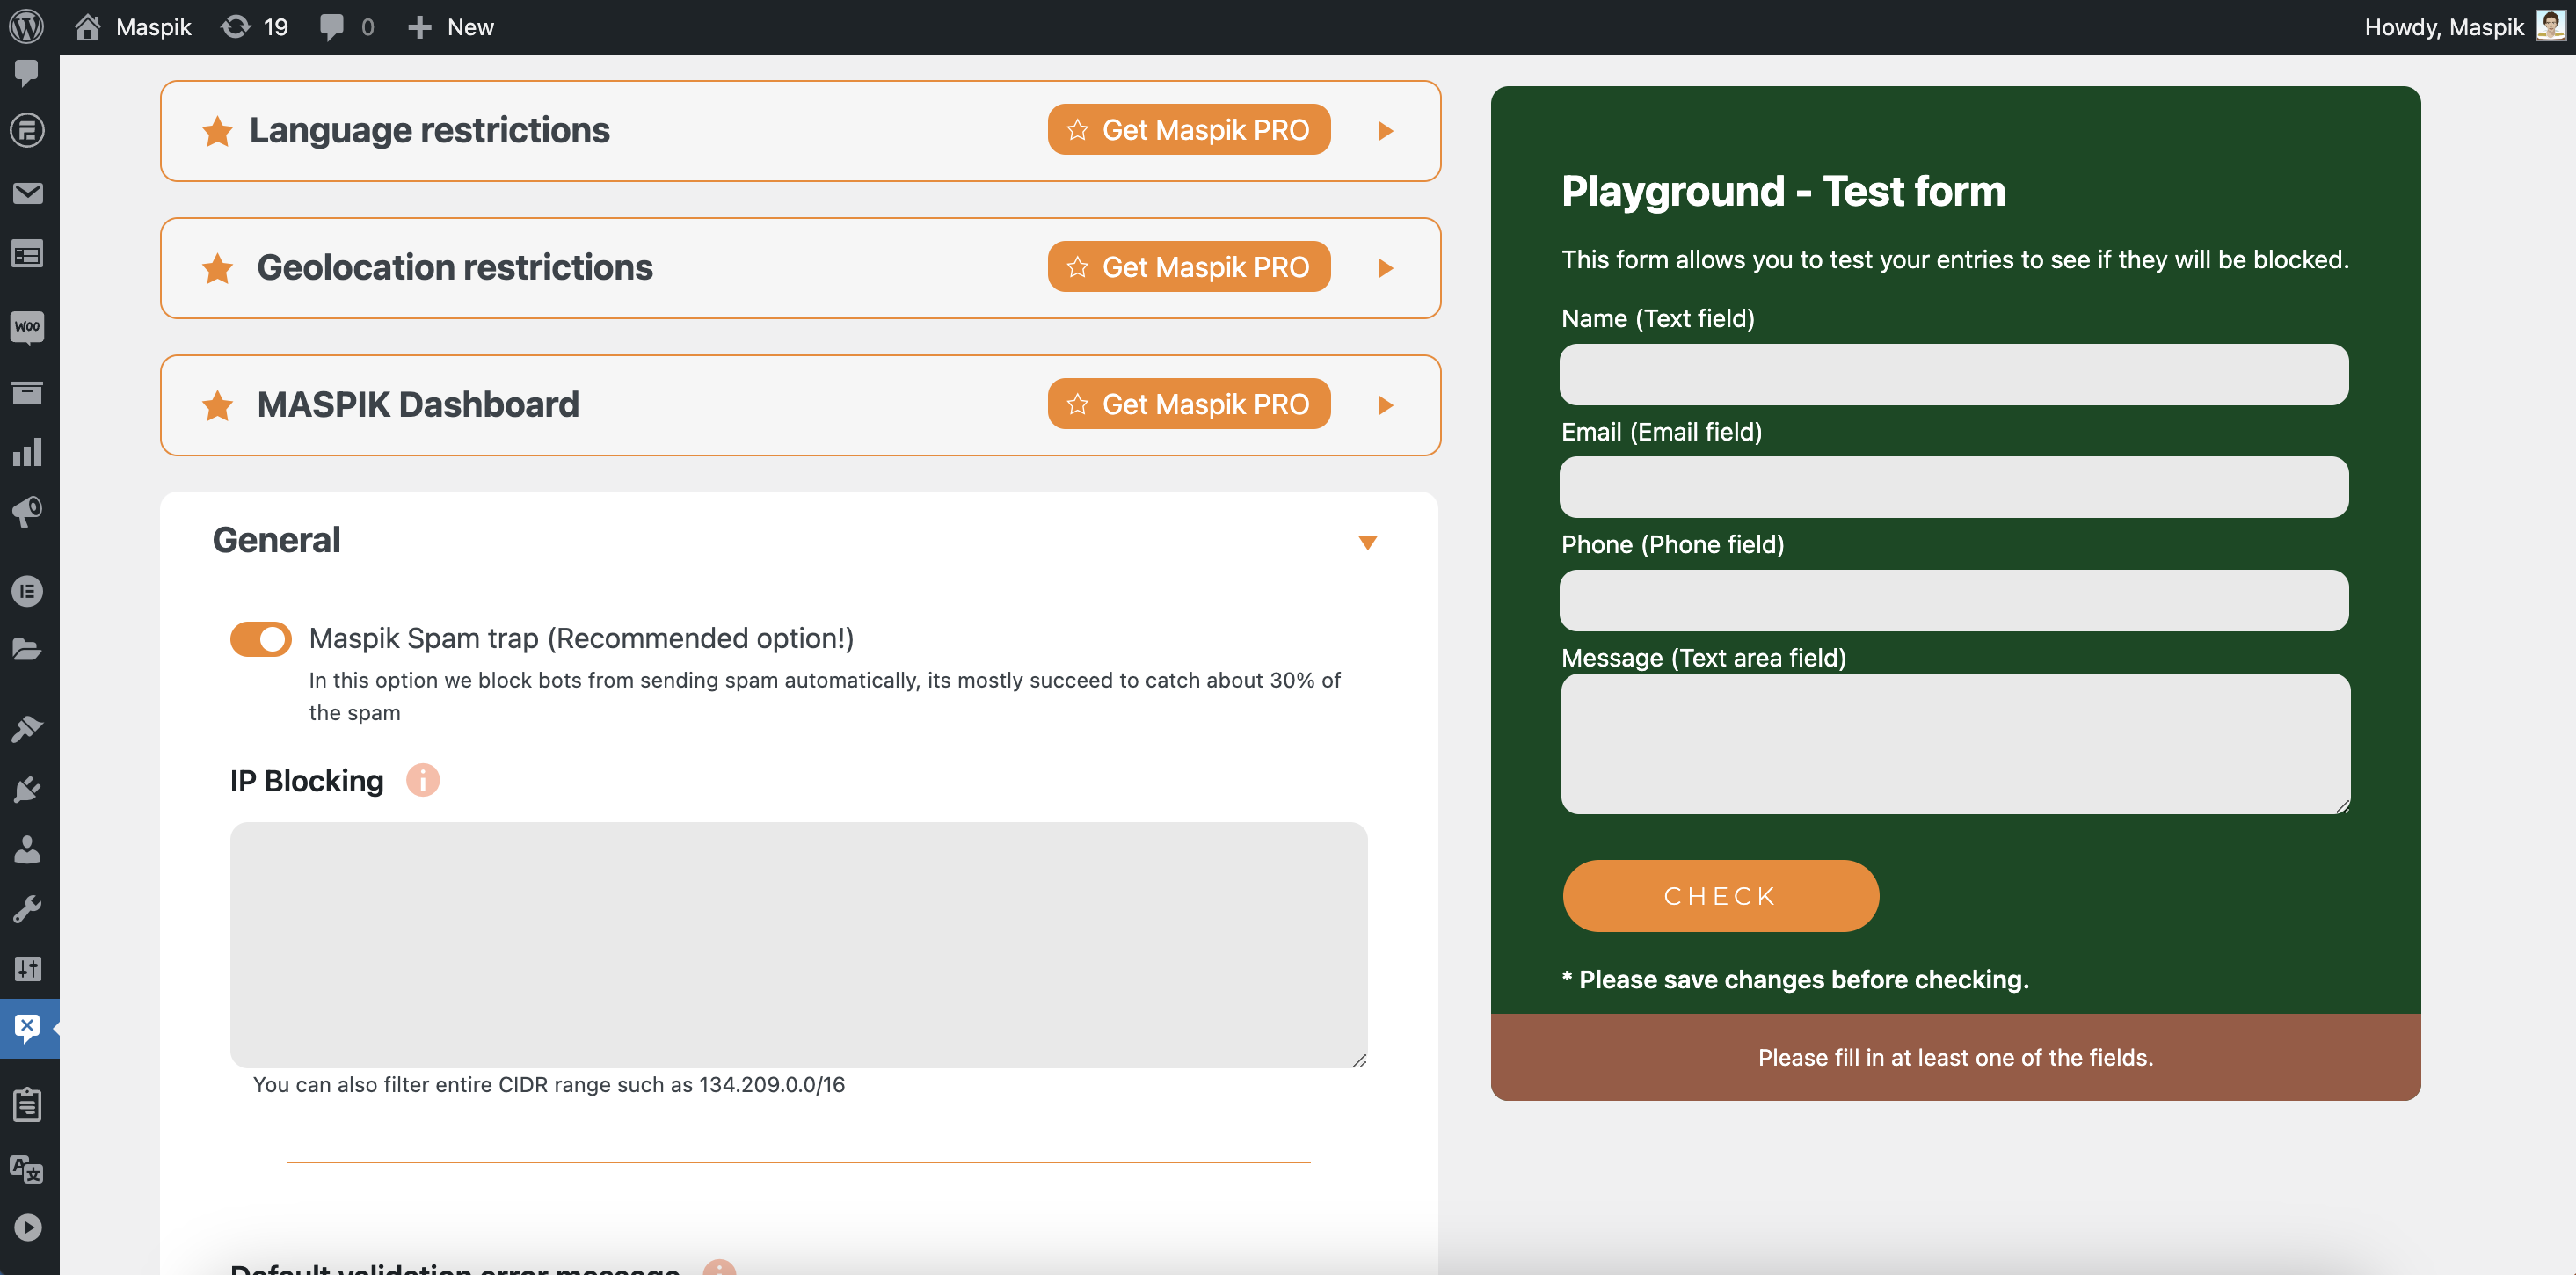 Maspik 19 0 New Howdy, Maspik
Language restrictions
Get Maspik PRO
Geolocation restrictions
Get Maspik PRO
MASPIK Dashboard
Get Maspik PRO
General
Maspik Spam trap (Recommended option!)
In this option we block bots from sending spam automatically, its mostly succeed to catch about 30% of
the spam
IP Blocking
You can also filter entire CIDR range such as 134.209.0.0/16
Default validation error message
Playground - Test form
This form allows you to test your entries to see if they will be blocked.
Name (Text field)
Email (Email field)
Phone (Phone field)
Message (Text area field)
CHECK
* Please save changes before checking.
Please fill in at least one of the fields.
Woo